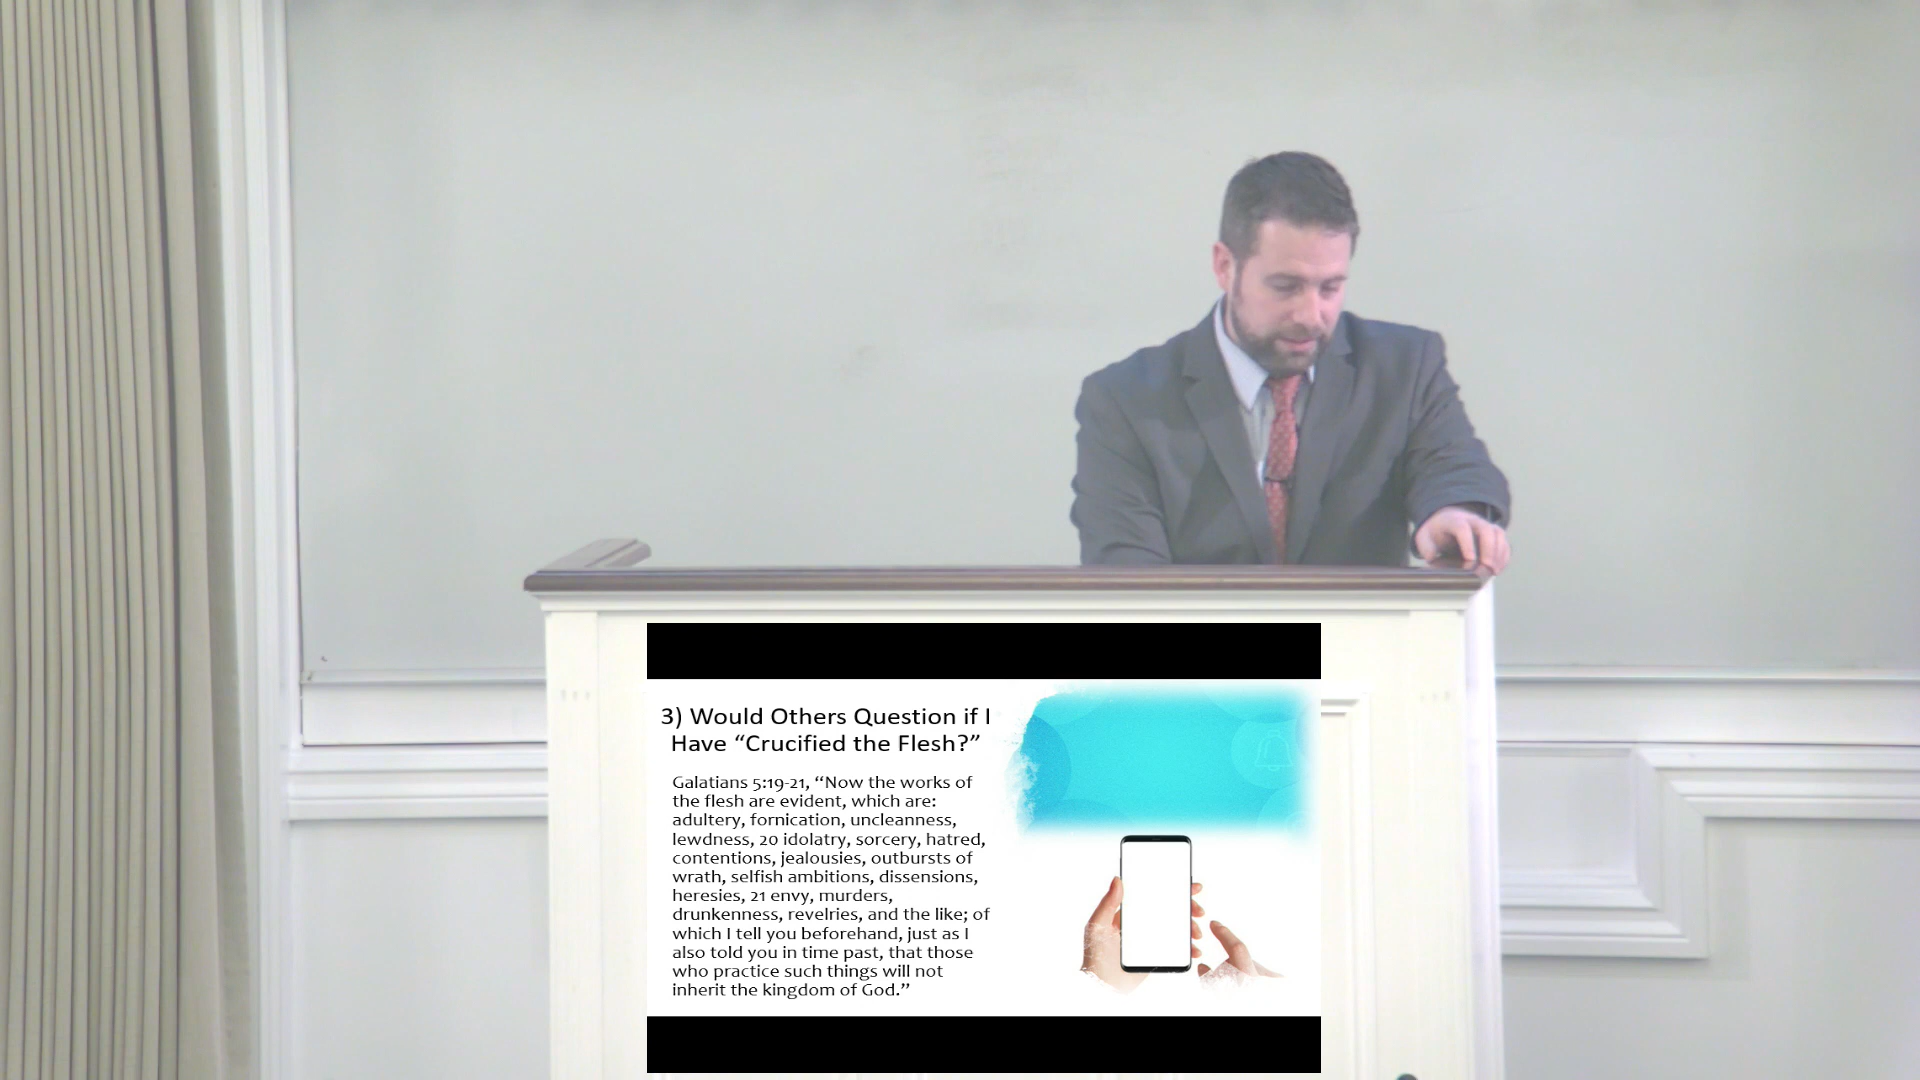 3) Would Others Question if I
Have “Crucified the Flesh?”
Galatians 5:19-21, “Now the works of
the flesh are evident, which are:
adultery, fornication, uncleanness,
lewdness, 20 idolatry, sorcery, hatred,
contentions, jealousies, outbursts of
wrath, selfish ambitions, dissensions,
heresies, 21 envy, murders,
drunkenness, revelries, and the like; of
which I tell you beforehand, just as I
also told you in time past, that those
who practice such things will not
inherit the kingdom of God.”